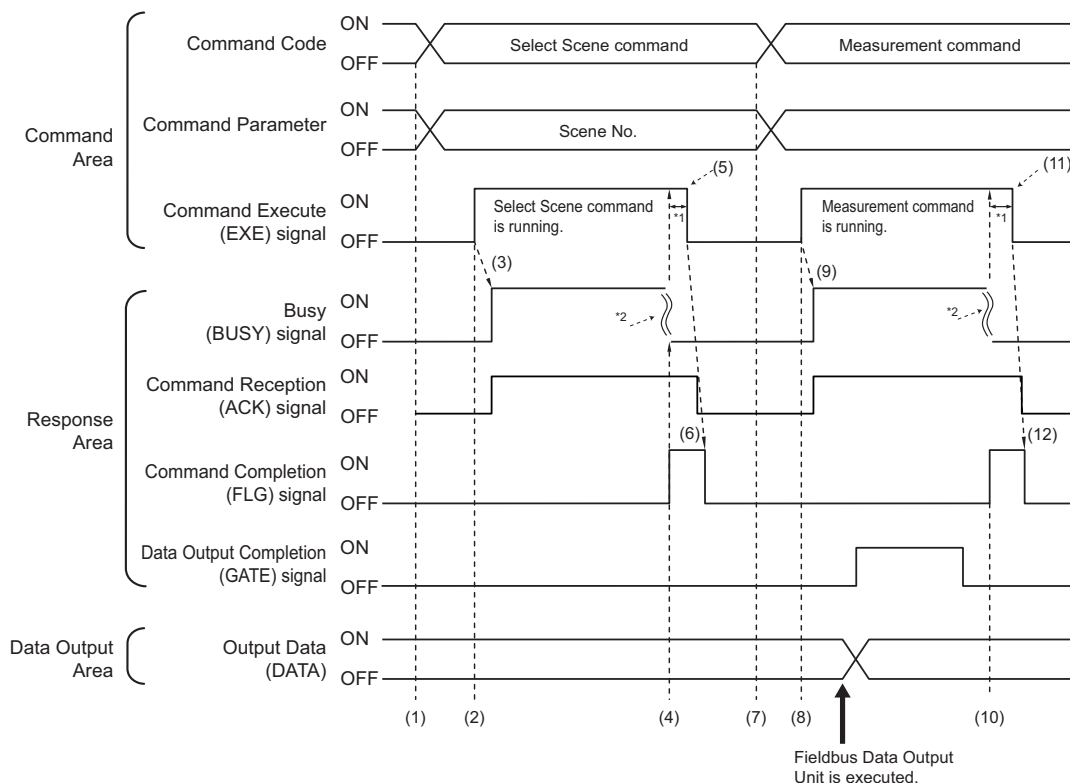 ON
Command Code
Select Scene command
Measurement command
OFF
ON
Command Parameter
Scene No.
OFF
Command
Area
(5)
(11)
ON
Command Execute
(EXE) signal
Select Scene command
is running.
*1
Measurement command
is running.
*1
OFF
(3)
(9)
ON
Busy
(BUSY) signal
*2
*2
OFF
ON
Command Reception
(ACK) signal
OFF
Response
Area
(6)
(12)
ON
Command Completion
(FLG) signal
OFF
Data Output Completion
(GATE) signal
ON
OFF
Data Output
Area
Output Data
(DATA)
ON
OFF
(1)
(2)
(4)
(7)
(8)
(10)
Fieldbus Data Output
Unit is executed.